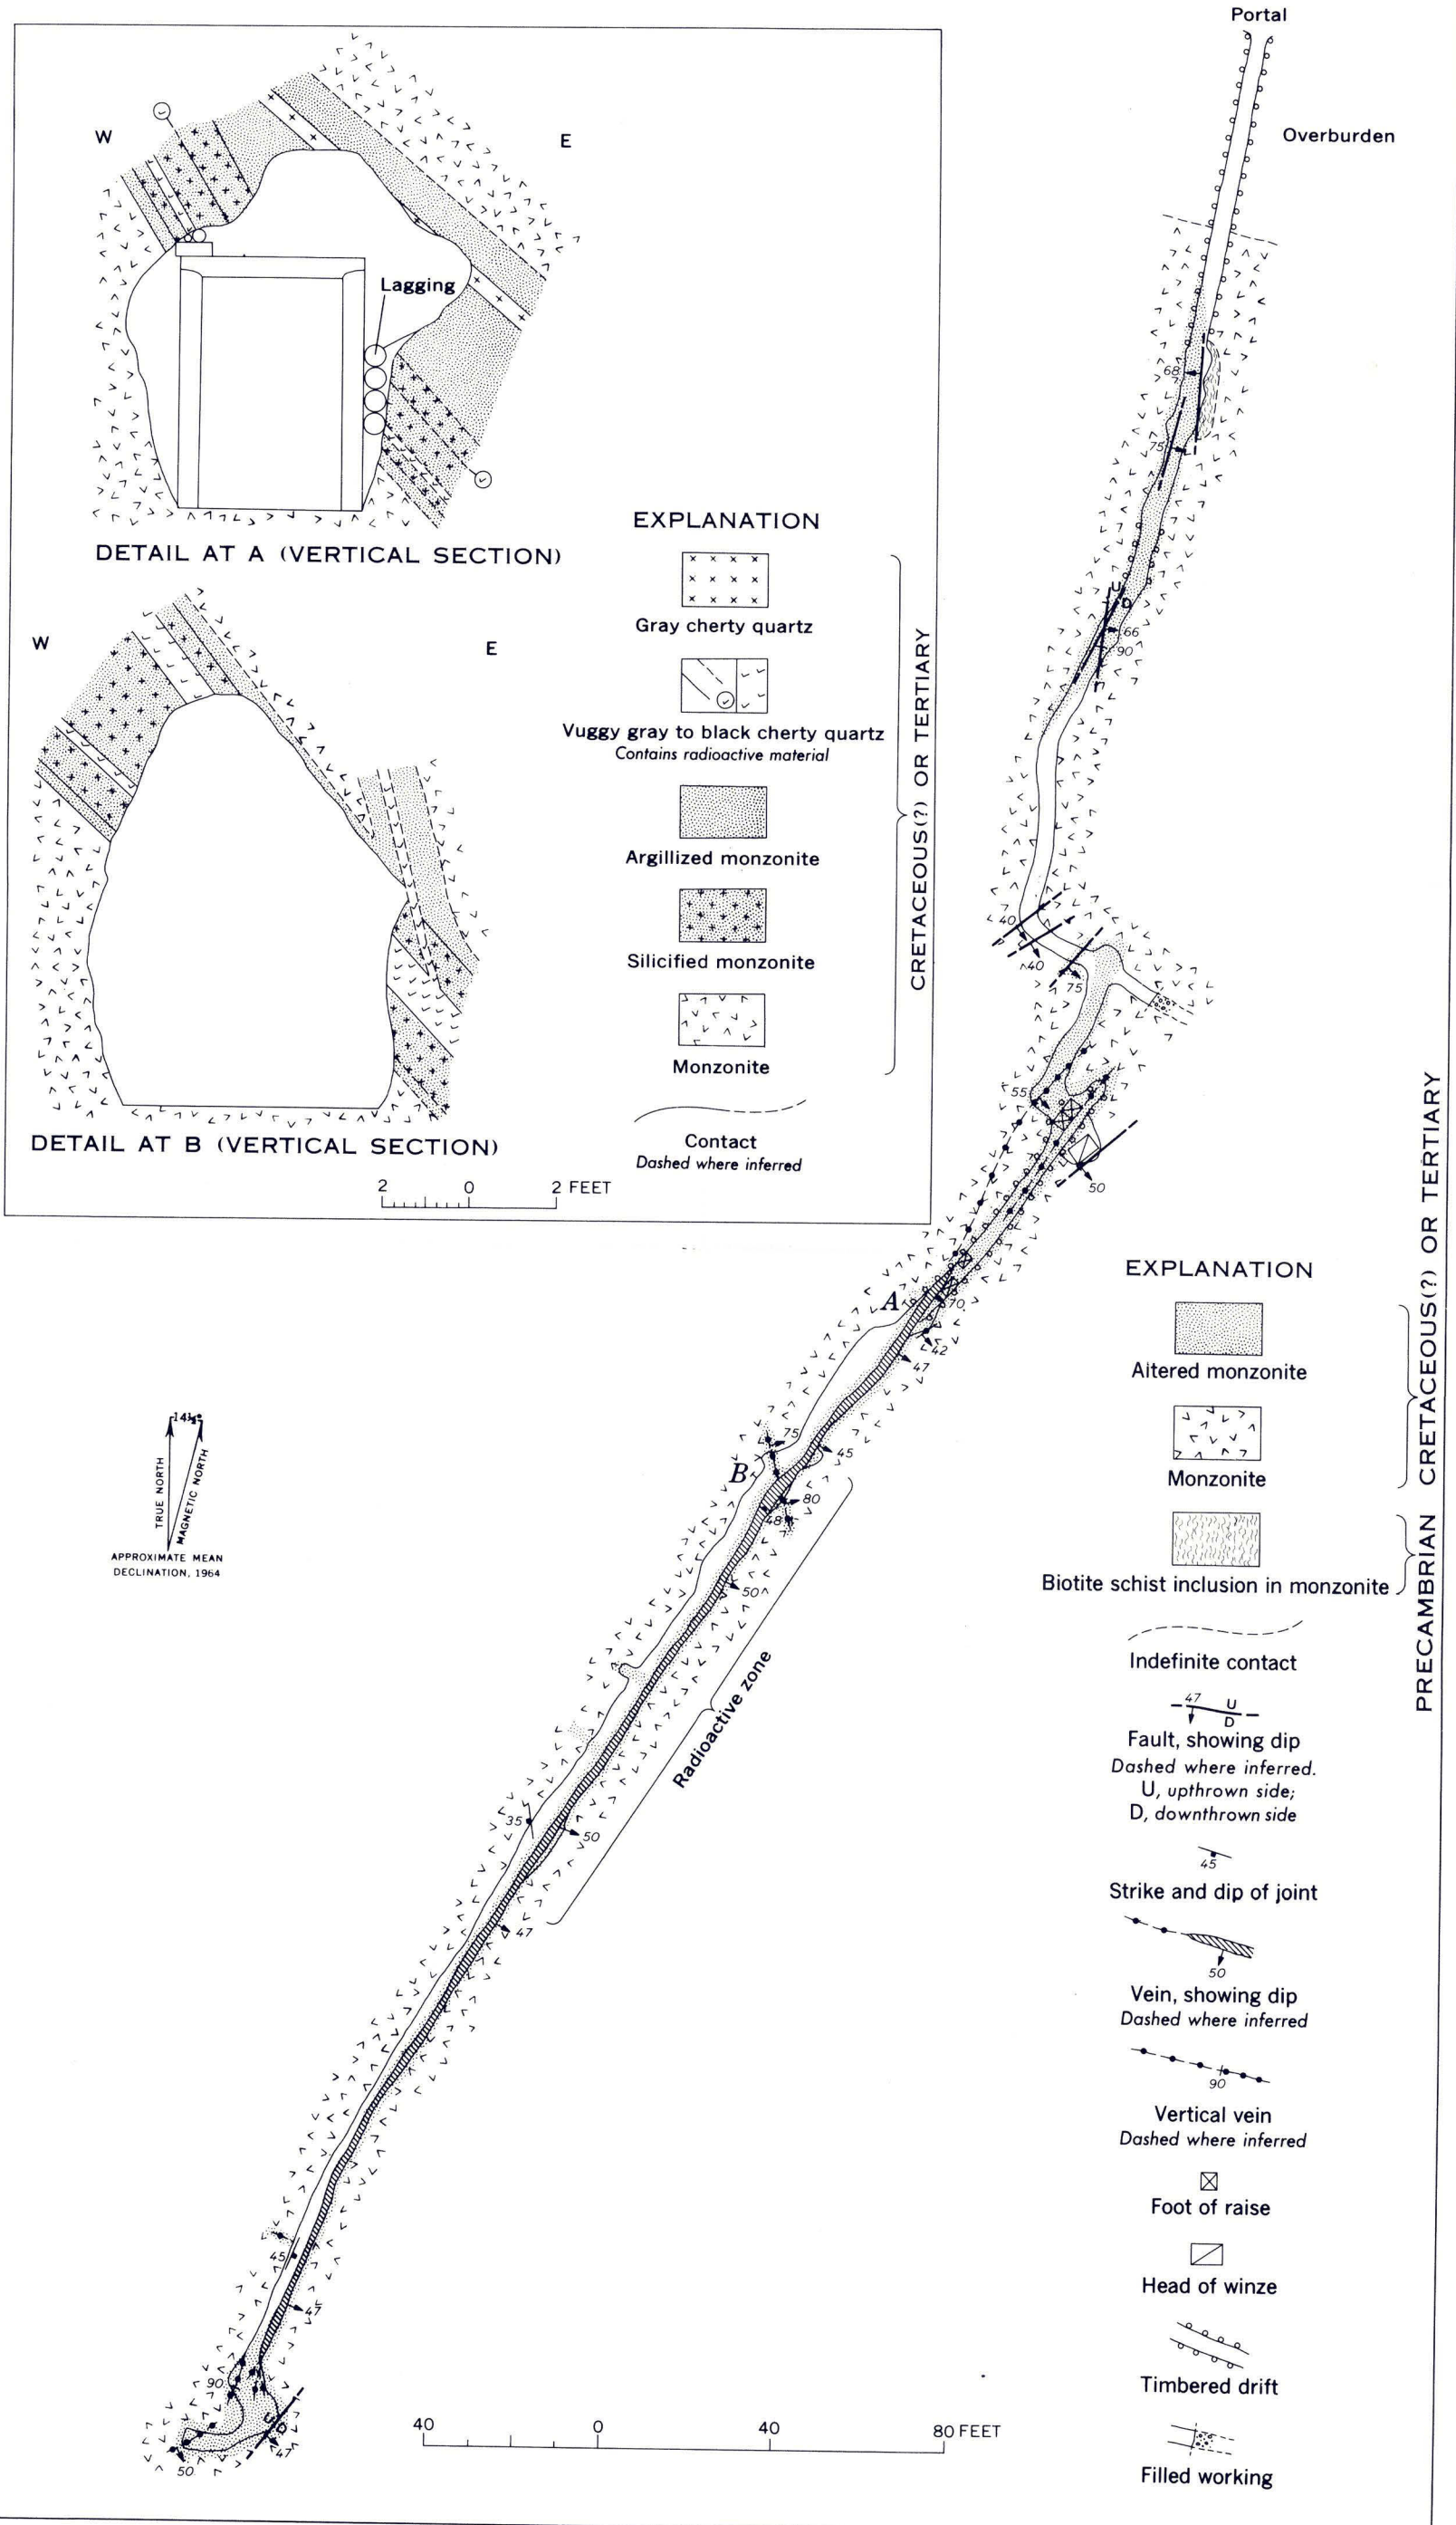 Portal
Overburden
W
E
Lagging
DETAIL AT A (VERTICAL SECTION)
W
E
DETAIL AT B (VERTICAL SECTION)
EXPLANATION
Gray cherty quartz
Vuggy gray to black cherty quartz
Contains radioactive material
Argillized monzonite
Silicified monzonite
Monzonite
CRETACEOUS(?) OR TERTIARY
Contact
Dashed where inferred
2 0 2 FEET
68
75
U
D
66
90
40
40
75
55
50
A
70
42
47
75
45
B
80
48
50
Radioactive zone
35
50
47
45
47
90
U
D
47
50
TRUE NORTH
MAGNETIC NORTH
APPROXIMATE MEAN
DECLINATION, 1964
40 0 40 80 FEET
EXPLANATION
Altered monzonite
Monzonite
CRETACEOUS(?) OR TERTIARY
Biotite schist inclusion in monzonite
PRECAMBRIAN
Indefinite contact
47
U
D
Fault, showing dip
Dashed where inferred.
U, upthrown side;
D, downthrown side
45
Strike and dip of joint
50
Vein, showing dip
Dashed where inferred
90
Vertical vein
Dashed where inferred
Foot of raise
Head of winze
Timbered drift
Filled working